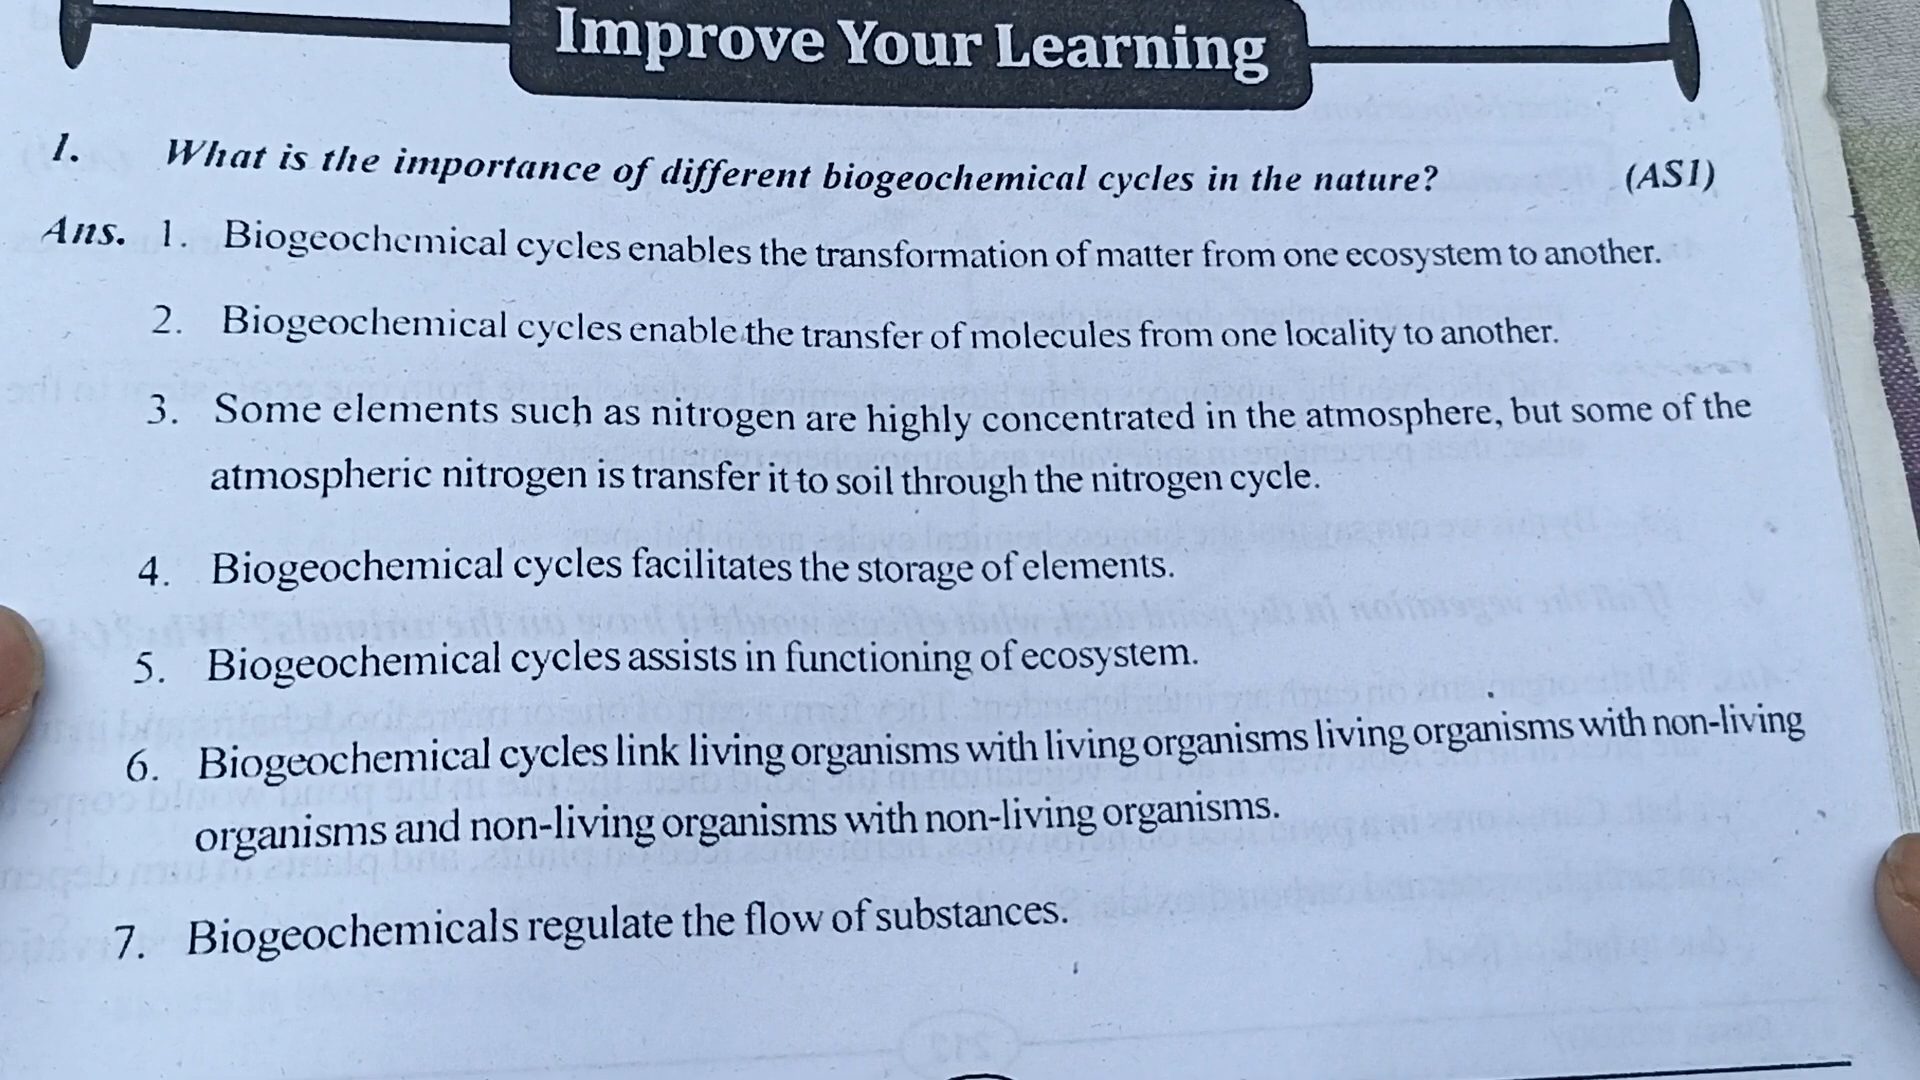 Improve Your Learning
1. What is the importance of different biogeochemical cycles in the nature? (AS1)
Ans. 1. Biogeochemical cycles enables the transformation of matter from one ecosystem to another.
2. Biogeochemical cycles enable the transfer of molecules from one locality to another.
3. Some elements such as nitrogen are highly concentrated in the atmosphere, but some of the
atmospheric nitrogen is transfer it to soil through the nitrogen cycle.
4. Biogeochemical cycles facilitates the storage of elements.
5. Biogeochemical cycles assists in functioning of ecosystem.
6. Biogeochemical cycles link living organisms with living organisms living organisms with non-living
organisms and non-living organisms with non-living organisms.
7. Biogeochemicals regulate the flow of substances.